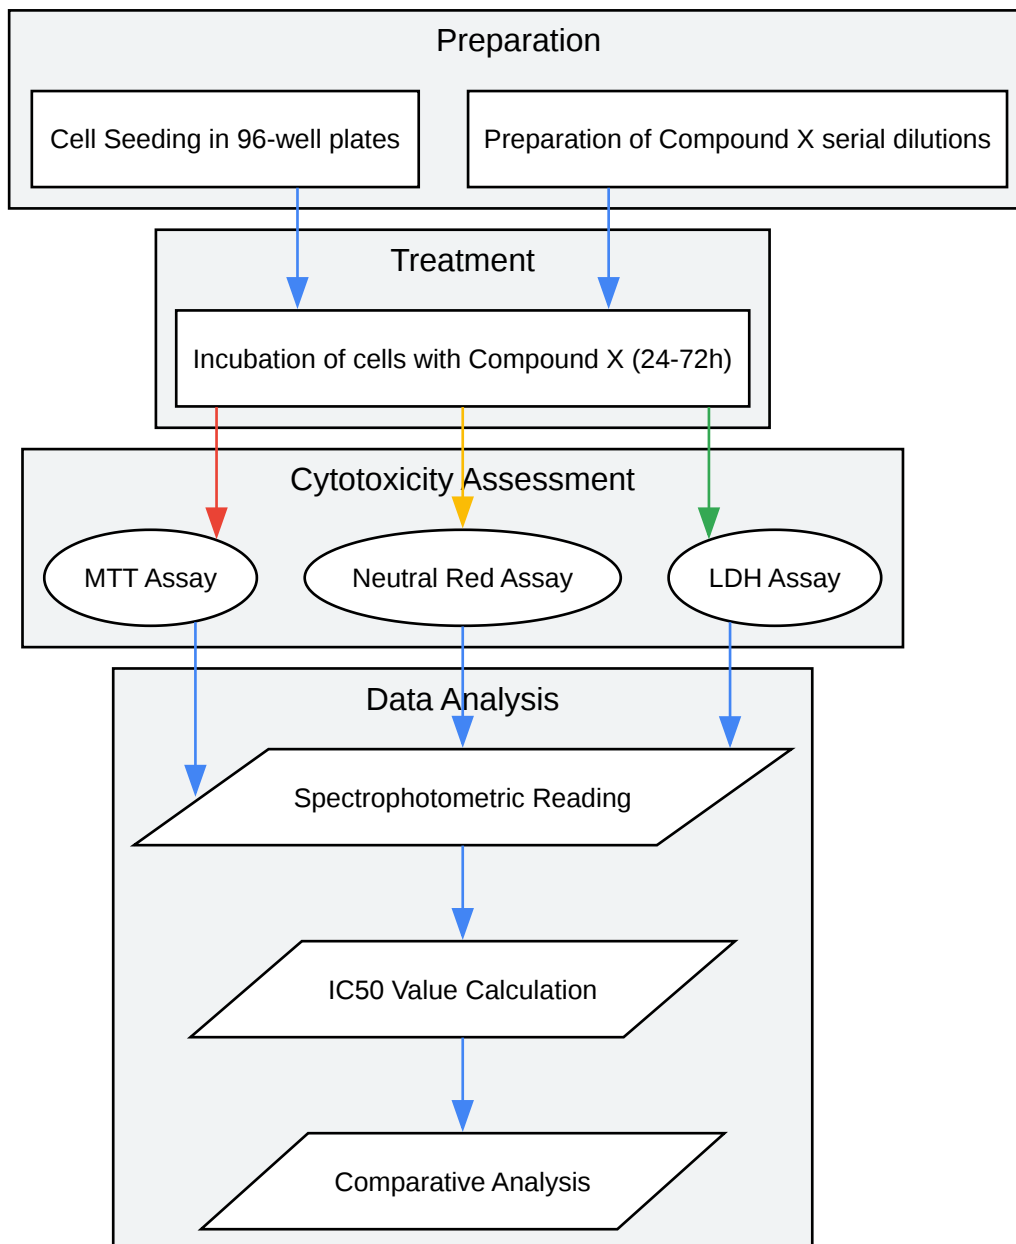 Preparation
Cell Seeding in 96-well plates
Preparation of Compound X serial dilutions
Treatment
Incubation of cells with Compound X (24-72h)
Cytotoxicity Assessment
MTT Assay
Neutral Red Assay
LDH Assay
Data Analysis
Spectrophotometric Reading
IC50 Value Calculation
Comparative Analysis